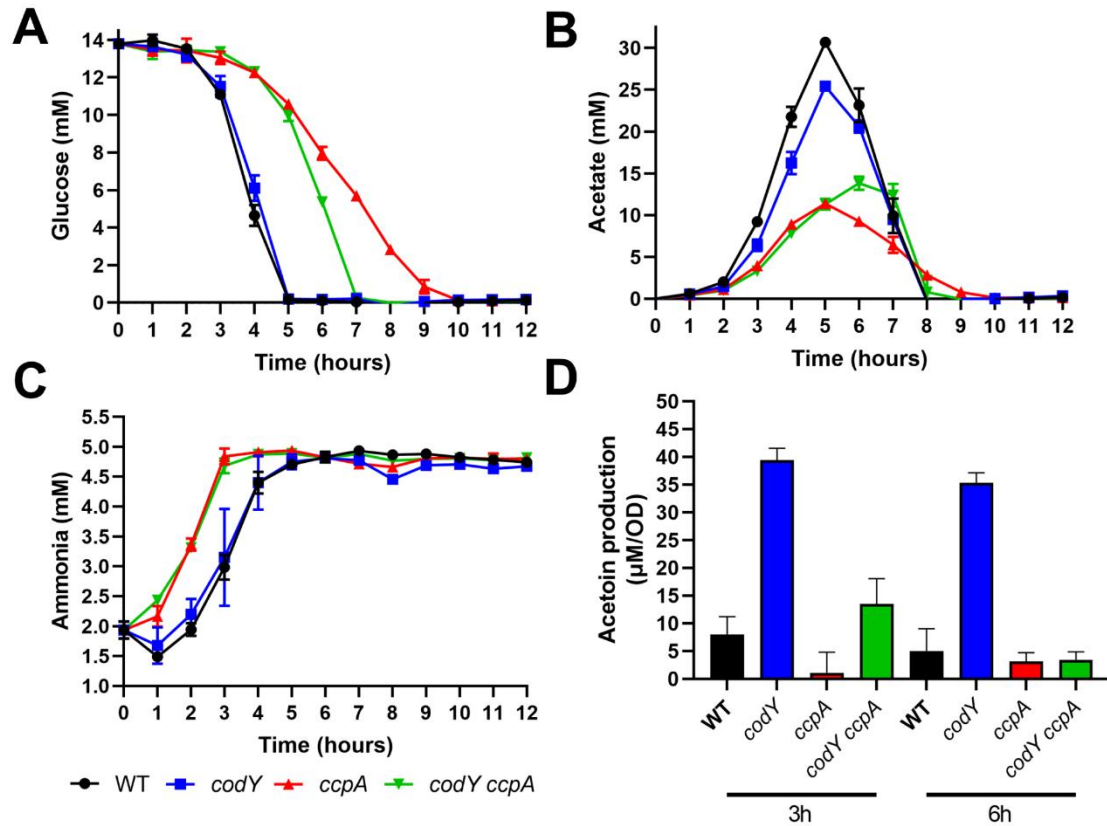 A
Glucose (mM)
14
12
10
8
6
4
2
0
0 1 2 3 4 5 6 7 8 9 10 11 12
Time (hours)
B
Acetate (mM)
30
25
20
15
10
5
0
0 1 2 3 4 5 6 7 8 9 10 11 12
Time (hours)
C
Ammonia (mM)
5.5
5.0
4.5
4.0
3.5
3.0
2.5
2.0
1.5
1.0
0 1 2 3 4 5 6 7 8 9 10 11 12
Time (hours)
WT codY ccpA codY ccpA
D
Acetoin production
(µM/OD)
50
45
40
35
30
25
20
15
10
5
0
WT codY ccpA codY ccpA WT codY ccpA codY ccpA
3h 6h